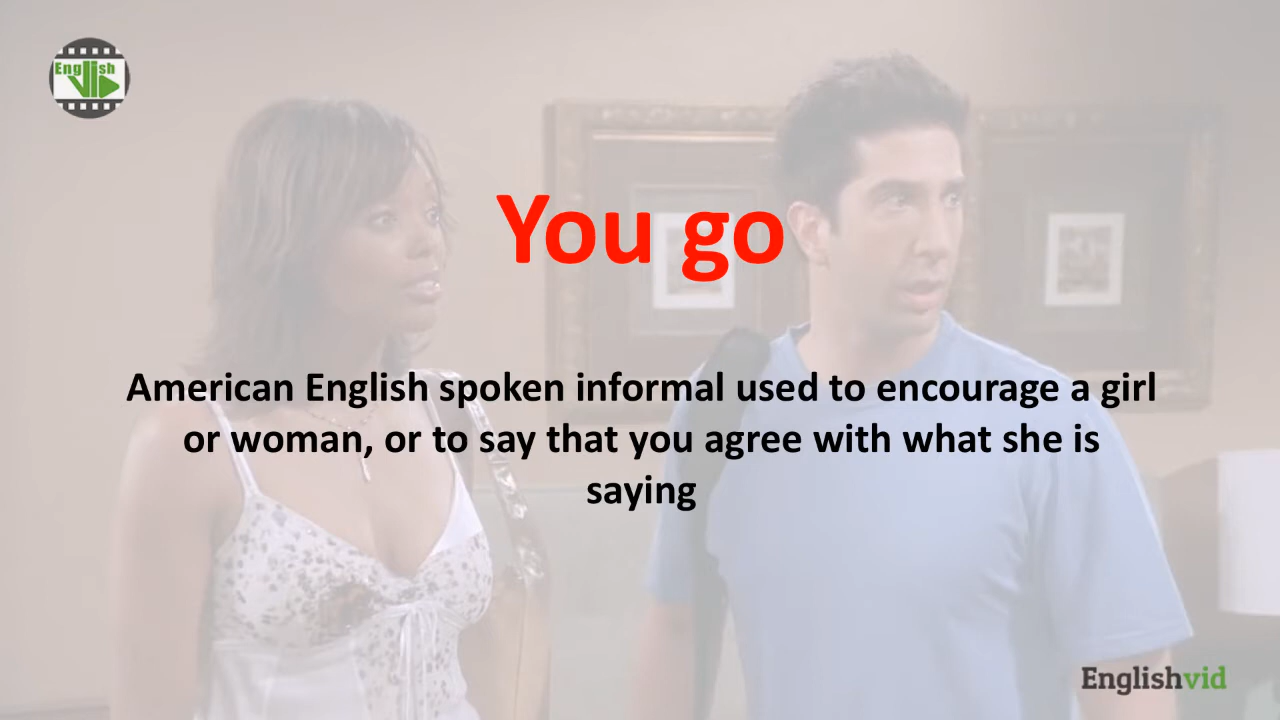 English
VID
You go
American English spoken informal used to encourage a girl
or woman, or to say that you agree with what she is
saying
Englishvid